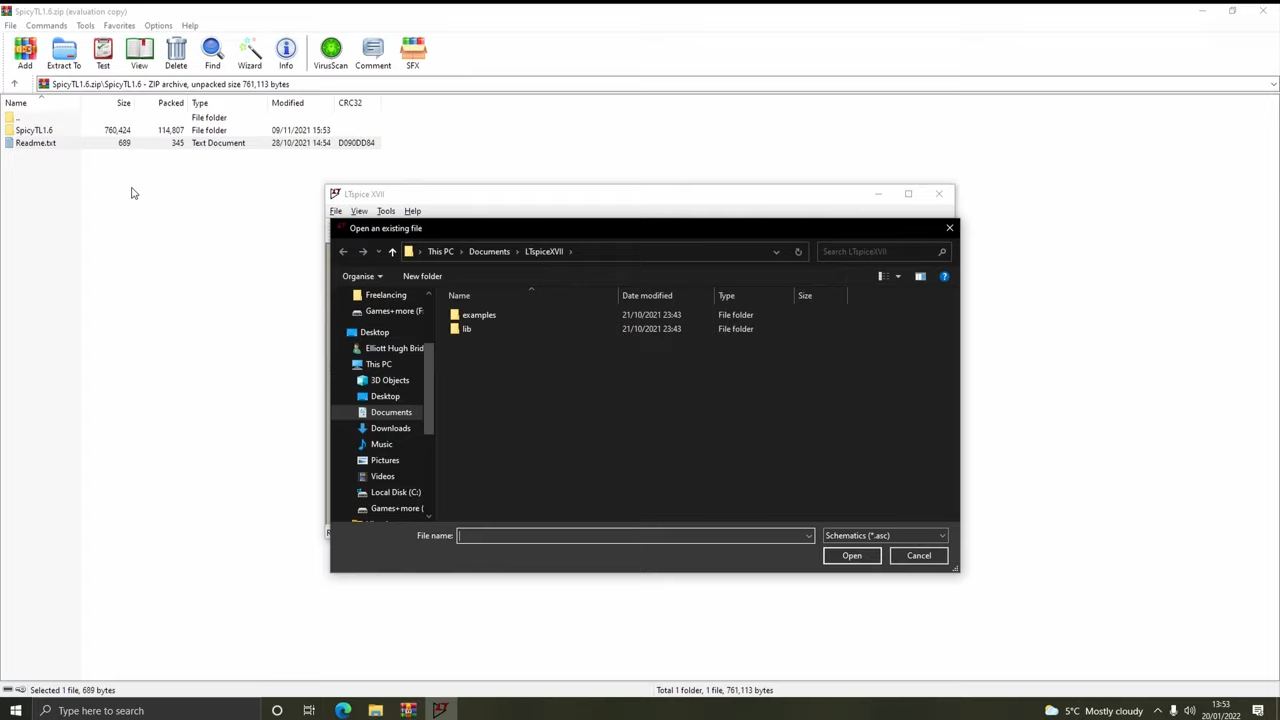 SpicyTL1.6.zip (evaluation copy)
File Commands Tools Favorites Options Help
Add Extract To Test View Delete Find Wizard Info VirusScan Comment SFX
SpicyTL1.6.zip\SpicyTL1.6 - ZIP archive, unpacked size 761,113 bytes
Name Size Packed Type Modified CRC32
.. File folder
SpicyTL1.6 760,424 114,807 File folder 09/11/2021 15:53
Readme.txt 689 345 Text Document 28/10/2021 14:54 D090DD84
LTspice XVII
File View Tools Help
Open an existing file
This PC > Documents > LTspiceXVII > Search LTspiceXVII
Organise New folder
Name Date modified Type Size
examples 21/10/2021 23:43 File folder
lib 21/10/2021 23:43 File folder
Freelancing
Games+more (F:
Desktop
Elliott Hugh Brid
This PC
3D Objects
Desktop
Documents
Downloads
Music
Pictures
Videos
Local Disk (C:)
Games+more (
File name: Schematics (*.asc)
Open Cancel
Selected 1 file, 689 bytes Total 1 folder, 1 file, 761,113 bytes
Type here to search 5°C Mostly cloudy 13:53
20/01/2022